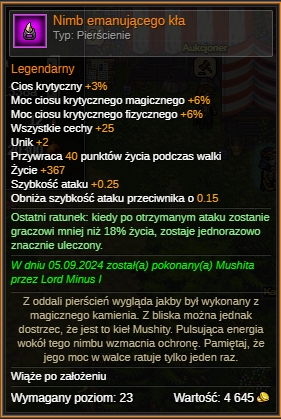 Nimb emanującego kła
Typ: Pierścienie
Aukcjoner
Legendarny
Cios krytyczny +3%
Moc ciosu krytycznego magicznego +6%
Moc ciosu krytycznego fizycznego +6%
Wszystkie cechy +25
Unik +2
Przywraca 40 punktów życia podczas walki
Życie +367
Szybkość ataku +0.25
Obniża szybkość ataku przeciwnika o 0.15
Ostatni ratunek: kiedy po otrzymanym ataku zostanie
graczowi mniej niż 18% życia, zostaje jednorazowo
znacznie uleczony.
W dniu 05.09.2024 został(a) pokonany(a) Mushita
przez Lord Minus I
Z oddali pierścień wygląda jakby był wykonany z
magicznego kamienia. Z bliska można jednak
dostrzec, że jest to kieł Mushity. Pulsująca energia
wokół tego nimbu wzmacnia ochronę. Pamiętaj, że
jego moc w walce ratuje tylko jeden raz.
Wiąże po założeniu
Wymagany poziom: 23 Wartość: 4 645